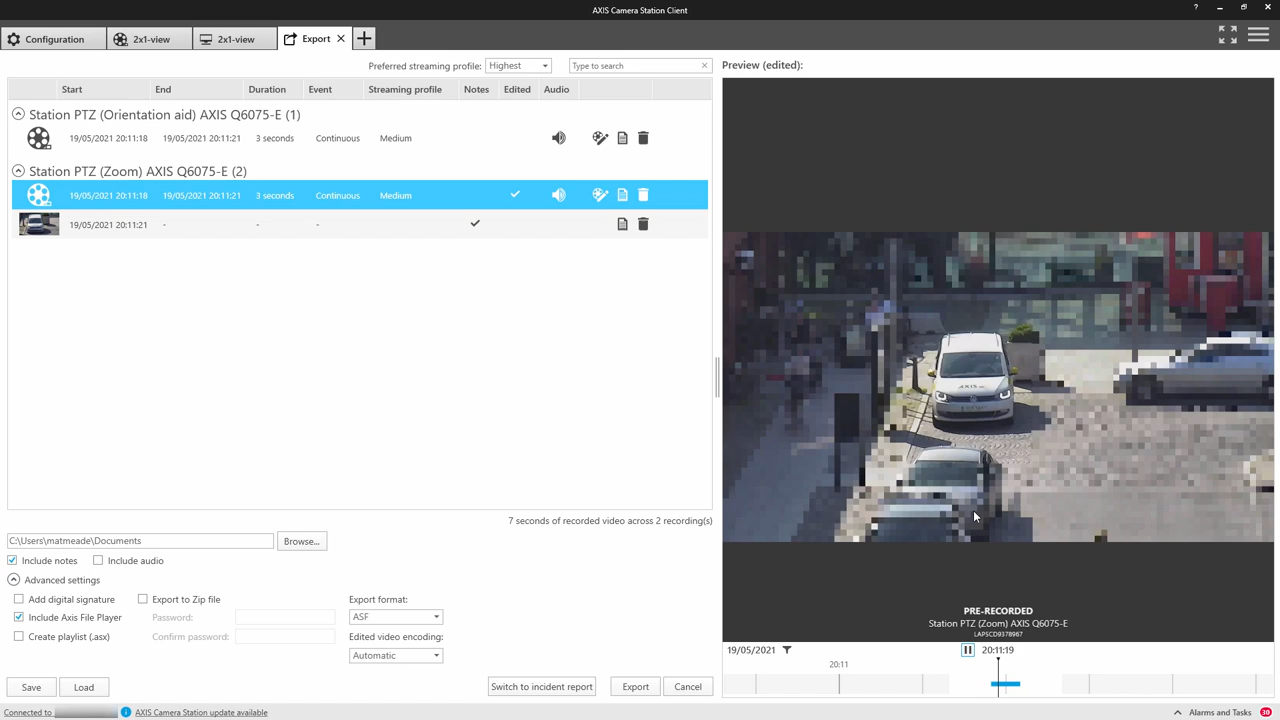 AXIS Camera Station Client
Configuration
2x1-view
2x1-view
Export
Preferred streaming profile: Highest
Type to search
Start End Duration Event Streaming profile Notes Edited Audio
Station PTZ (Orientation aid) AXIS Q6075-E (1)
19/05/2021 20:11:18 19/05/2021 20:11:21 3 seconds Continuous Medium
Station PTZ (Zoom) AXIS Q6075-E (2)
19/05/2021 20:11:18 19/05/2021 20:11:21 3 seconds Continuous Medium
19/05/2021 20:11:21 - - -
7 seconds of recorded video across 2 recording(s)
C:\Users\matmeade\Documents Browse...
Include notes Include audio
Advanced settings
Add digital signature Export to Zip file Export format:
Include Axis File Player Password: ASF
Create playlist (.asx) Confirm password: Edited video encoding:
Automatic
Save Load Switch to incident report Export Cancel
Connected to AXIS Camera Station update available
Preview (edited):
AXIS
PRE-RECORDED
Station PTZ (Zoom) AXIS Q6075-E
LAPSCD9378967
19/05/2021 20:11:19
20:11
Alarms and Tasks 30